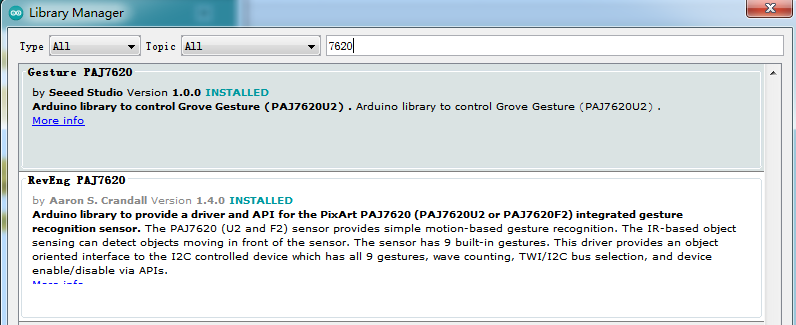 Library Manager
Type All Topic All 7620
Gesture PAJ7620
by Seeed Studio Version 1.0.0 INSTALLED
Arduino library to control Grove Gesture (PAJ7620U2) . Arduino library to control Grove Gesture (PAJ7620U2) .
More info
RevEng PAJ7620
by Aaron S. Crandall Version 1.4.0 INSTALLED
Arduino library to provide a driver and API for the PixArt PAJ7620 (PAJ7620U2 or PAJ7620F2) integrated gesture
recognition sensor. The PAJ7620 (U2 and F2) sensor provides simple motion-based gesture recognition. The IR-based object
sensing can detect objects moving in front of the sensor. The sensor has 9 built-in gestures. This driver provides an object
oriented interface to the I2C controlled device which has all 9 gestures, wave counting, TWI/I2C bus selection, and device
enable/disable via APIs.
More info